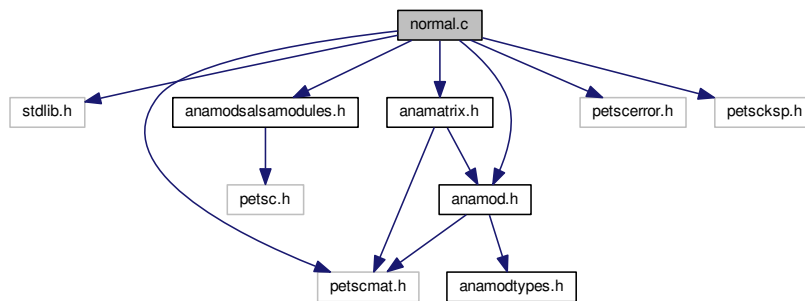 normal.c
stdlib.h
anamodsalsamodules.h
anamatrix.h
petscerror.h
petscksp.h
petsc.h
anamod.h
petscmat.h
anamodtypes.h